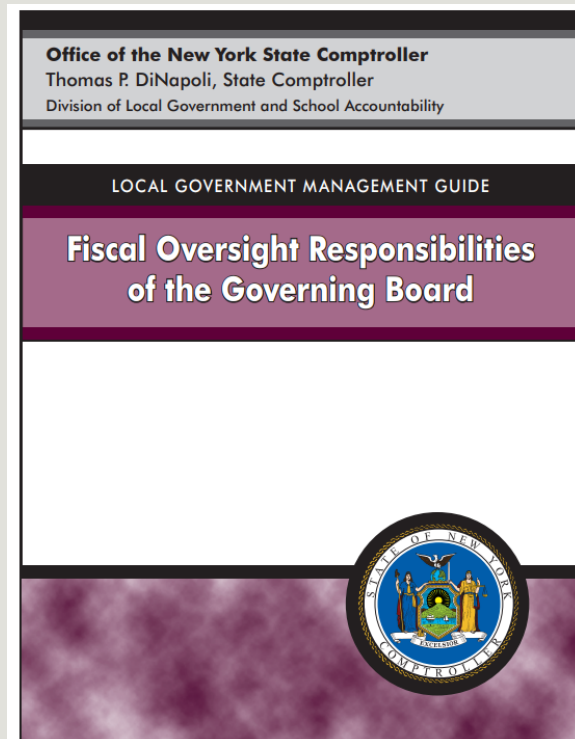 Office of the New York State Comptroller
Thomas P. DiNapoli, State Comptroller
Division of Local Government and School Accountability
LOCAL GOVERNMENT MANAGEMENT GUIDE
Fiscal Oversight Responsibilities
of the Governing Board
STATE OF NEW YORK
EXCELSIOR
COMPTROLLER